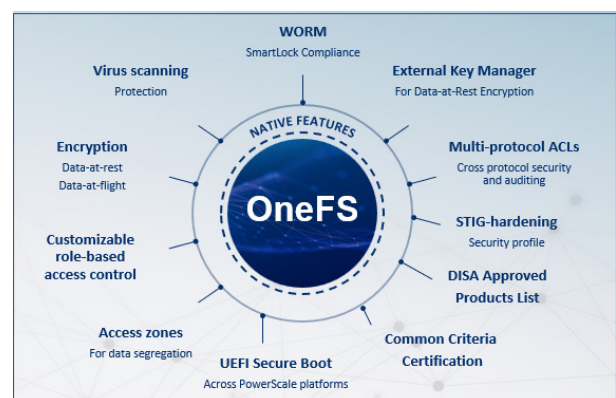 WORM
SmartLock Compliance
Virus scanning
Protection
External Key Manager
For Data-at-Rest Encryption
NATIVE FEATURES
Encryption
Data-at-rest
Data-at-flight
Multi-protocol ACLs
Cross protocol security
and auditing
OneFS
STIG-hardening
Security profile
Customizable
role-based
access control
DISA Approved
Products List
Access zones
For data segregation
Common Criteria
Certification
UEFI Secure Boot
Across PowerScale platforms